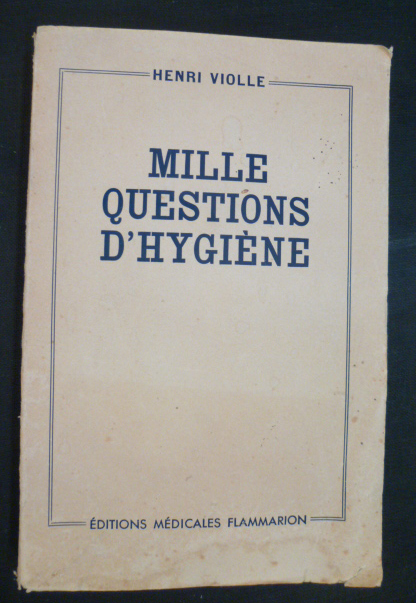 HENRI VIOLLE
MILLE
QUESTIONS
D'HYGIÈNE
ÉDITIONS MÉDICALES FLAMMARION